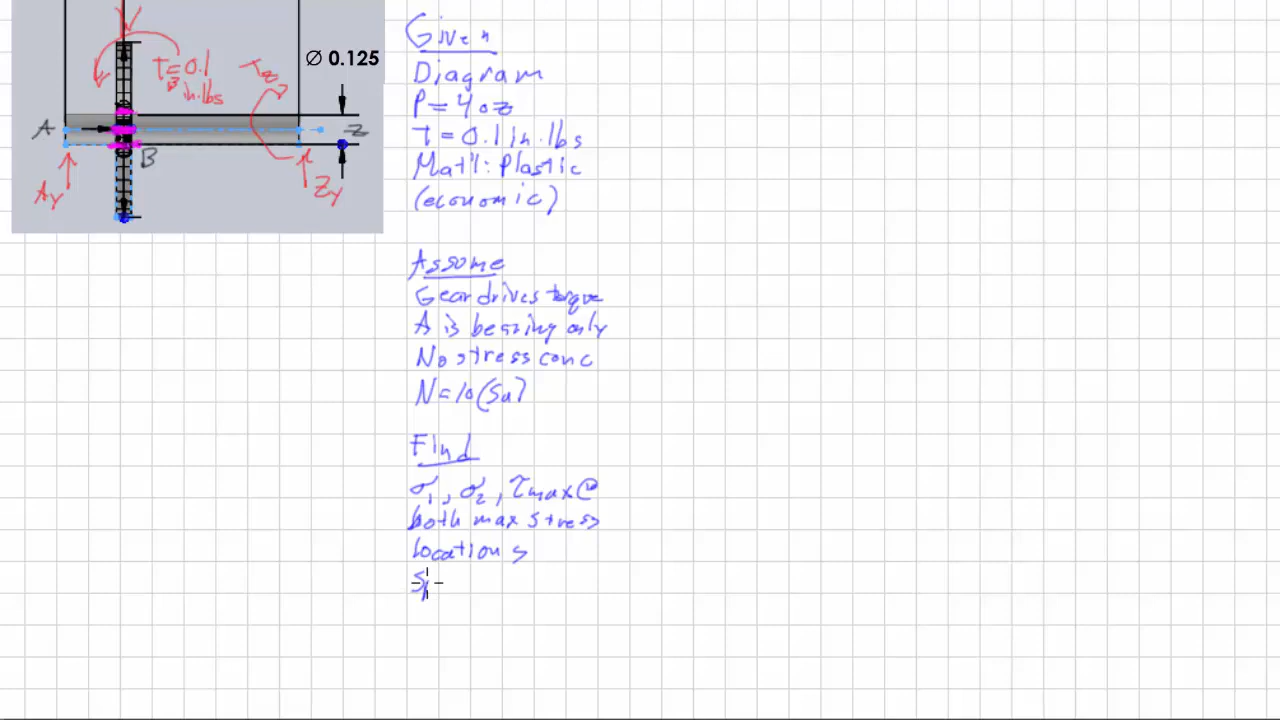 T=0.1
B
in.lbs
Tz
Ø 0.125
A
Z
B
Ay
Zy
Given
Diagram
P = 4 oz
T = 0.1 in.lbs
Mat'l: Plastic
(economic)
Assume
Gear drives torque
A is bearing only
No stress conc
N=10 (Su)
Find
σ1, σ2, τmax @
both max stress
locations